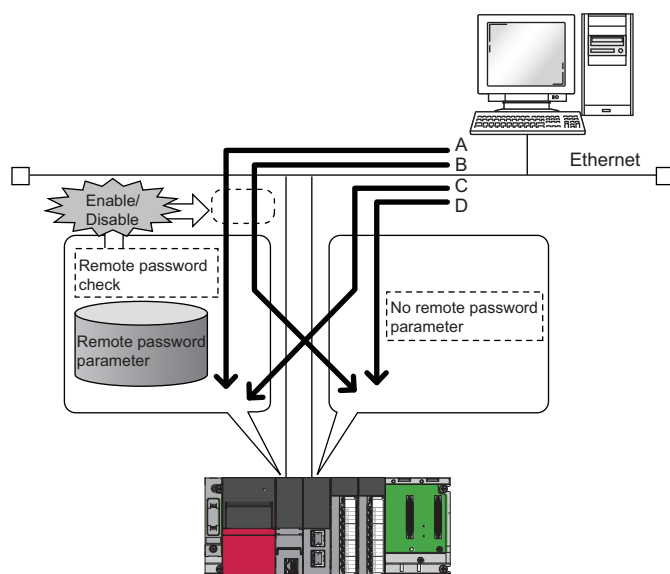 A
B
Ethernet
C
D
Enable/
Disable
Remote password
check
Remote password
parameter
No remote password
parameter